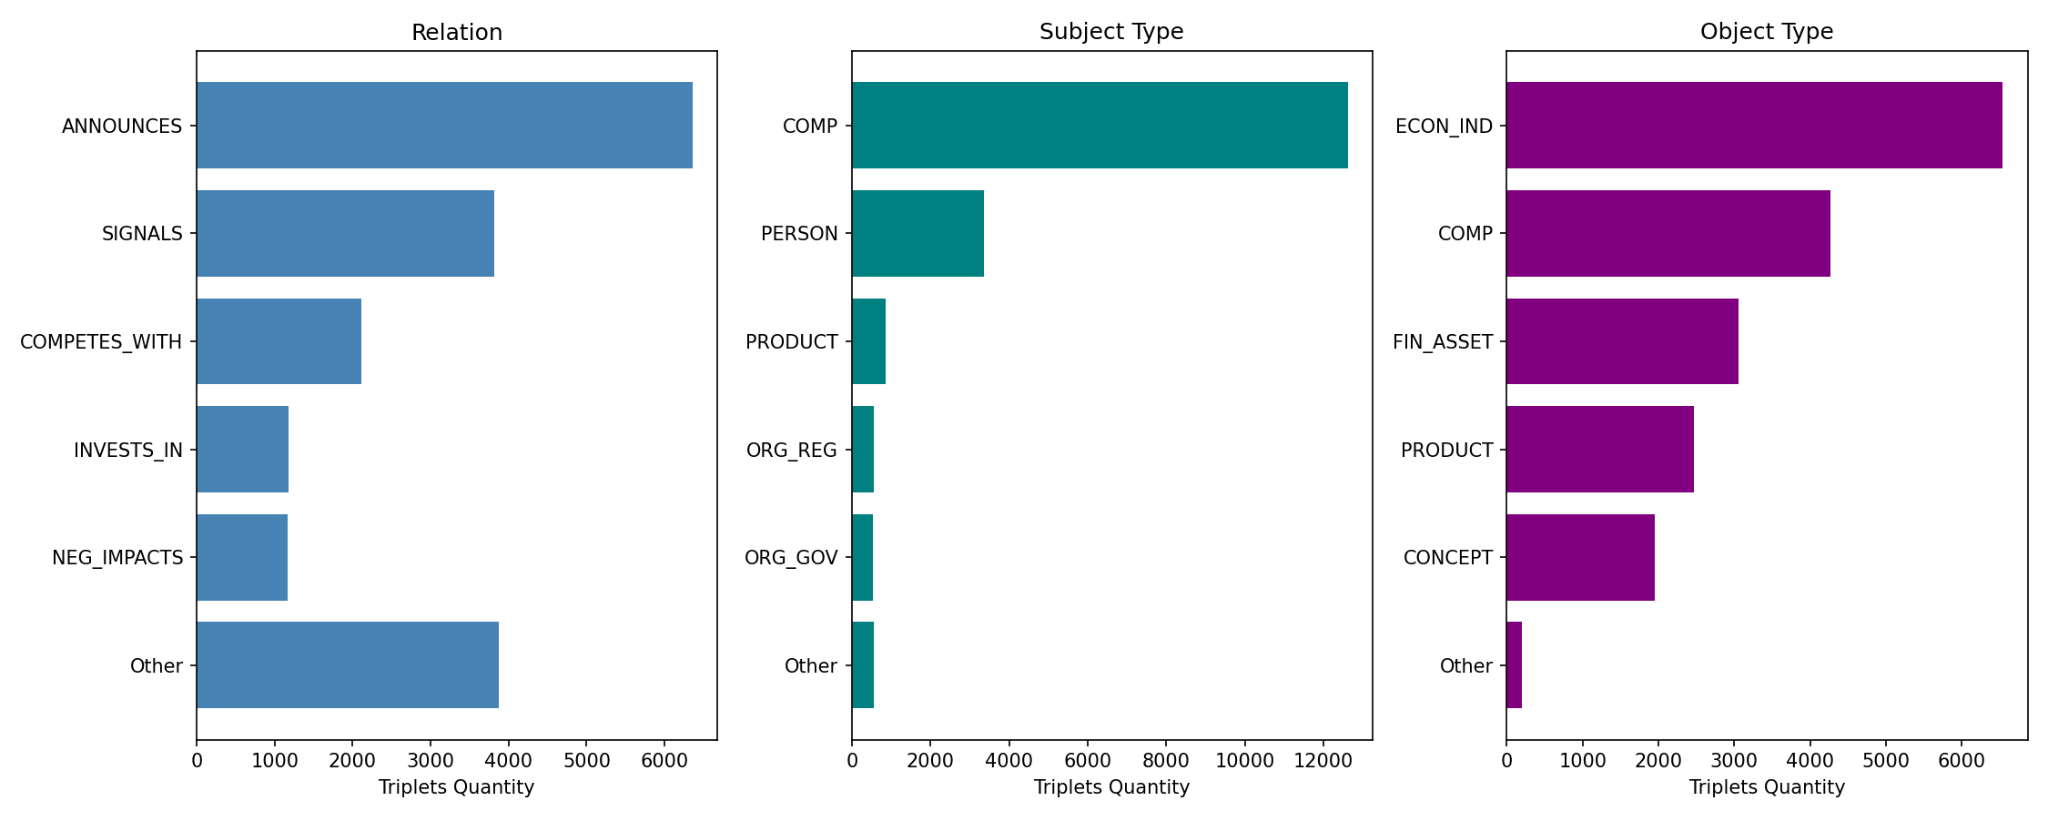 Relation
ANNOUNCES
SIGNALS
COMPETES_WITH
INVESTS_IN
NEG_IMPACTS
Other
0 1000 2000 3000 4000 5000 6000
Triplets Quantity
Subject Type
COMP
PERSON
PRODUCT
ORG_REG
ORG_GOV
Other
0 2000 4000 6000 8000 10000 12000
Triplets Quantity
Object Type
ECON_IND
COMP
FIN_ASSET
PRODUCT
CONCEPT
Other
0 1000 2000 3000 4000 5000 6000
Triplets Quantity